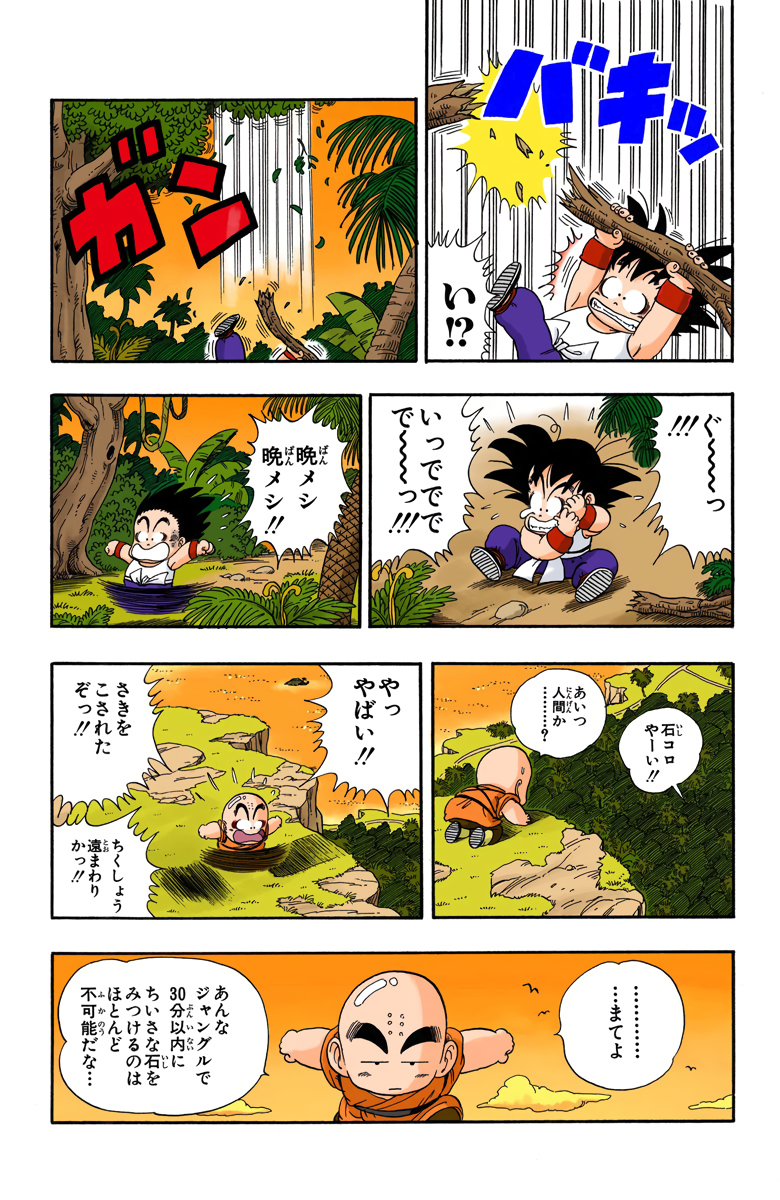 バキッ
い!?
ガン
ぐ〜〜〜っ
!!!
いっででで
で〜〜〜っ!!!
晩メシ
晩メシ!!
石コロ
やーい!!
あいつ
人間か
………?
やっ
やばい!!
さきを
こされた
ぞっ!!
ちくしょう
遠まわり
かっ!!
…………
…まてよ
あんな
ジャングルで
30分以内に
ちいさな石を
みつけるのは
ほとんど
不可能だな…